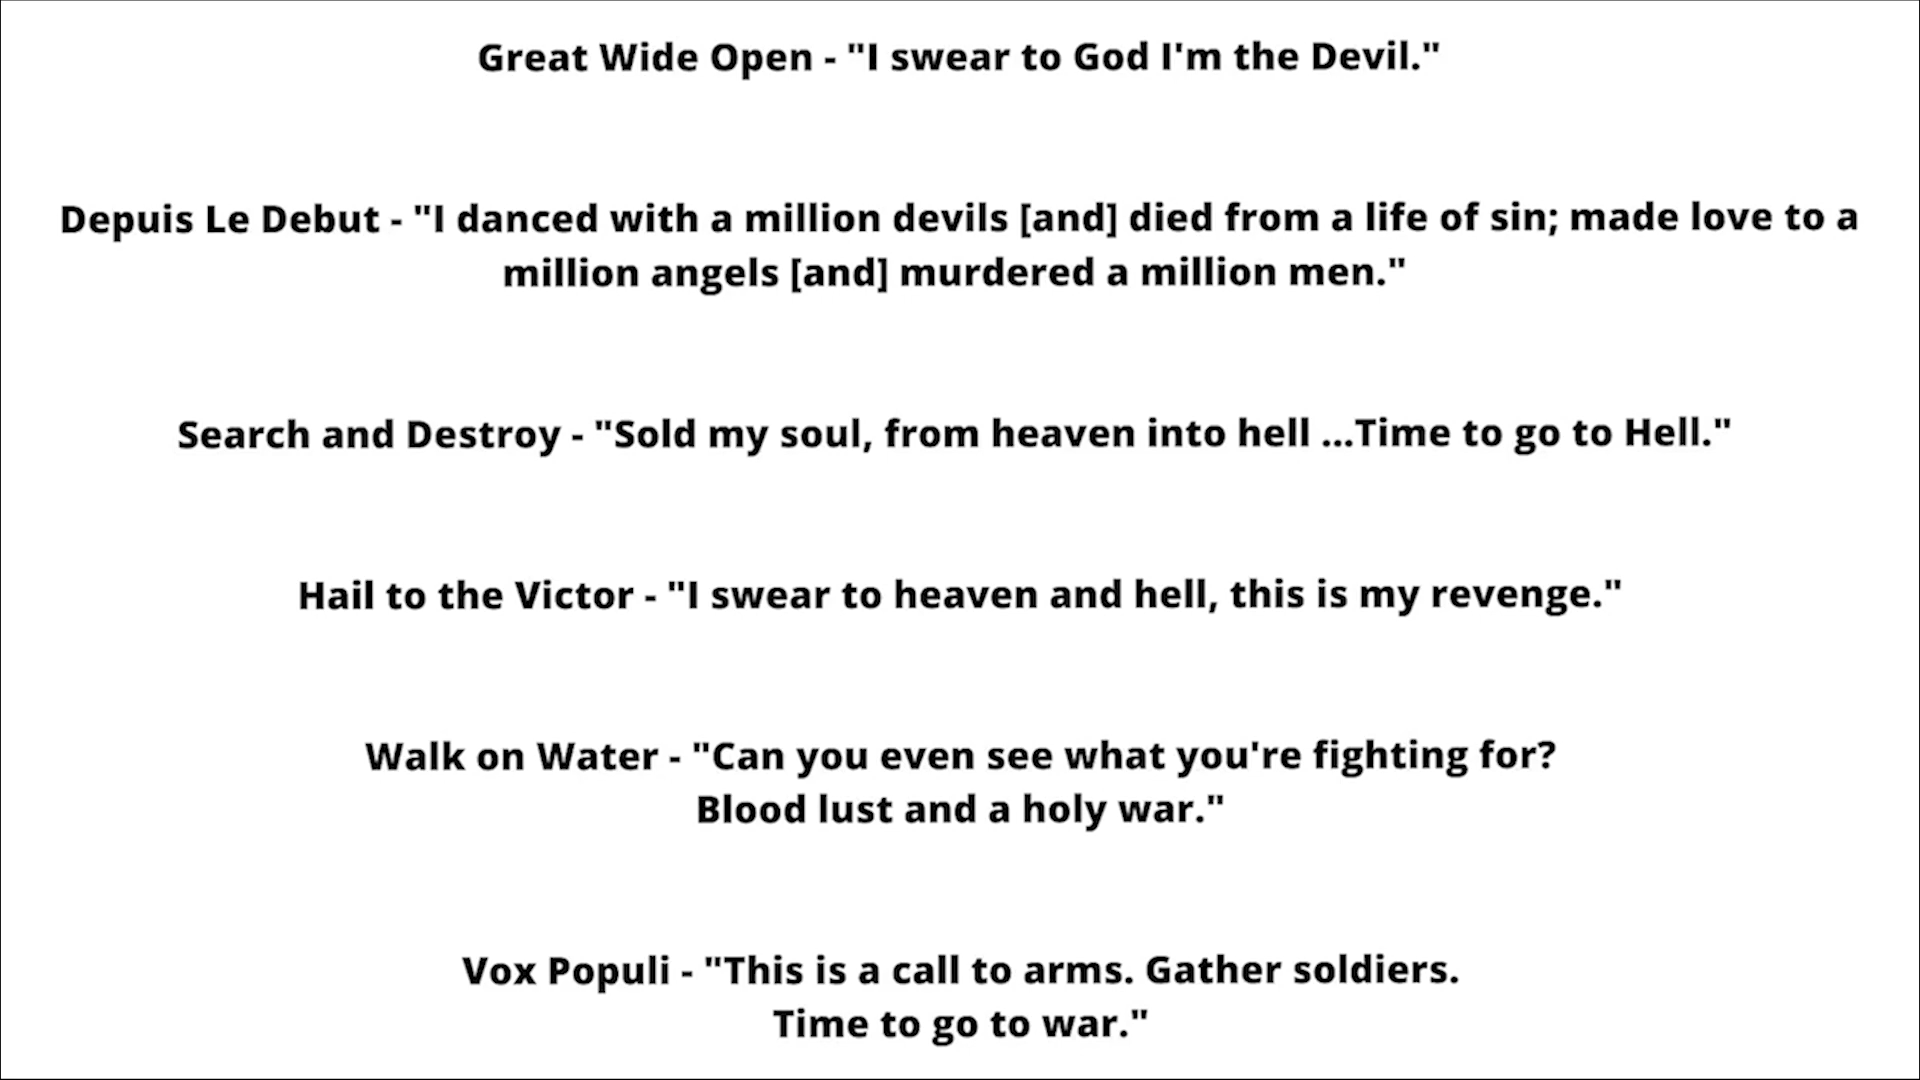 Great Wide Open - "I swear to God I'm the Devil."
Depuis Le Debut - "I danced with a million devils [and] died from a life of sin; made love to a
million angels [and] murdered a million men."
Search and Destroy - "Sold my soul, from heaven into hell ...Time to go to Hell."
Hail to the Victor - "I swear to heaven and hell, this is my revenge."
Walk on Water - "Can you even see what you're fighting for?
Blood lust and a holy war."
Vox Populi - "This is a call to arms. Gather soldiers.
Time to go to war."